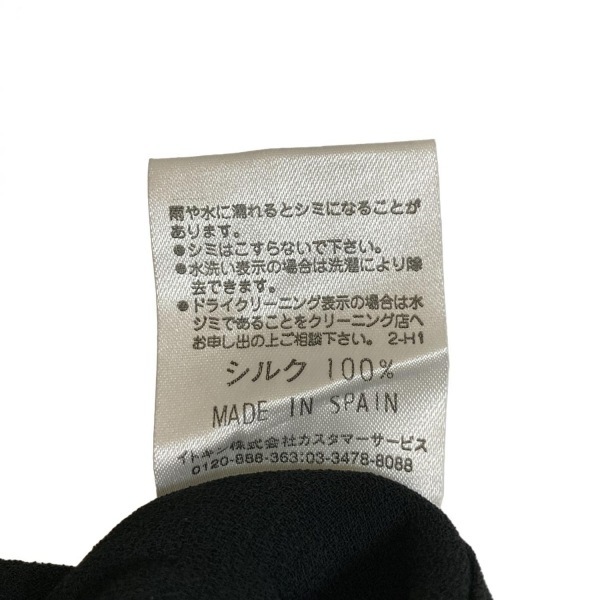 雨や水に濡れるとシミになることが
あります。
●シミはこすらないで下さい。
●水洗い表示の場合は洗濯により除
去できます。
●ドライクリーニング表示の場合は水
ジミであることをクリーニング店へ
お申し出の上ご相談下さい。 2-H1
シルク 100%
MADE IN SPAIN
イトキン株式会社カスタマーサービス
0120-888-363:03-3478-8088